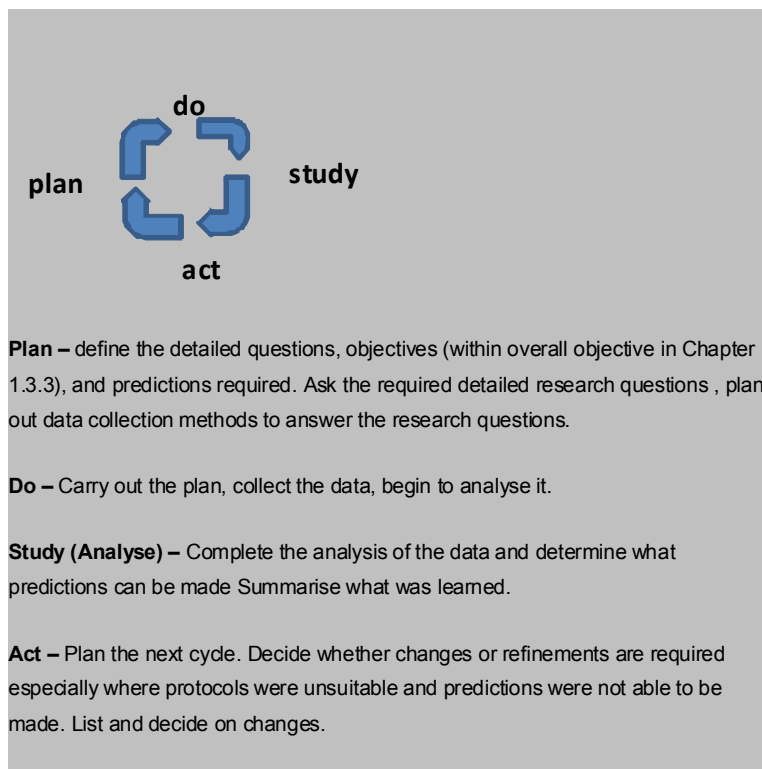 do
plan
study
act
Plan – define the detailed questions, objectives (within overall objective in Chapter
1.3.3), and predictions required. Ask the required detailed research questions , plan
out data collection methods to answer the research questions.
Do – Carry out the plan, collect the data, begin to analyse it.
Study (Analyse) – Complete the analysis of the data and determine what
predictions can be made Summarise what was learned.
Act – Plan the next cycle. Decide whether changes or refinements are required
especially where protocols were unsuitable and predictions were not able to be
made. List and decide on changes.